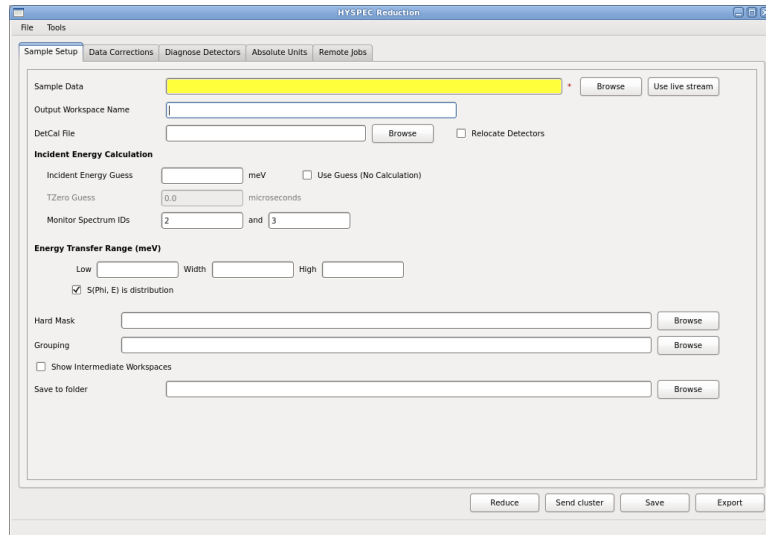 HYSPEC Reduction
File Tools
Sample Setup Data Corrections Diagnose Detectors Absolute Units Remote Jobs
Sample Data * Browse Use live stream
Output Workspace Name
DetCal File Browse Relocate Detectors
Incident Energy Calculation
Incident Energy Guess meV Use Guess (No Calculation)
TZero Guess 0.0 microseconds
Monitor Spectrum IDs 2 and 3
Energy Transfer Range (meV)
Low Width High
S(Phi, E) is distribution
Hard Mask Browse
Grouping Browse
Show Intermediate Workspaces
Save to folder Browse
Reduce Send cluster Save Export